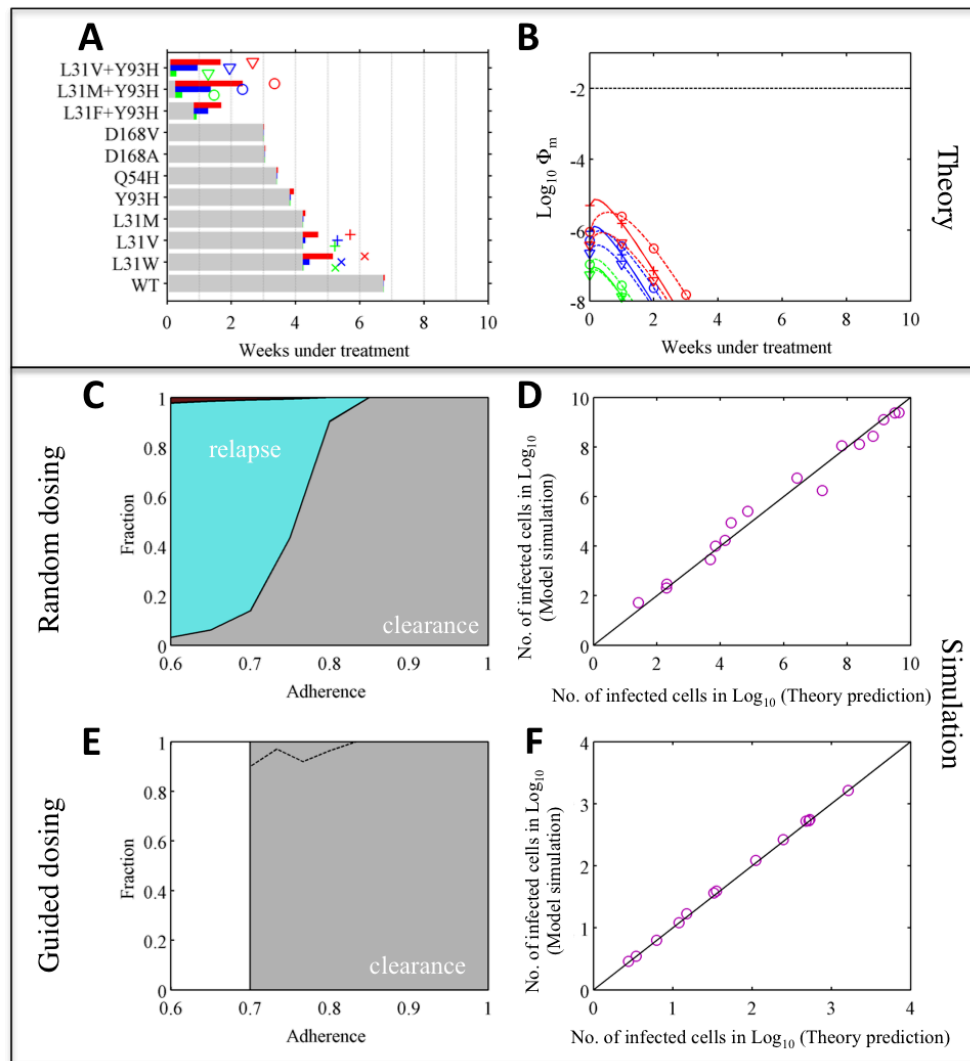 A
L31V+Y93H
L31M+Y93H
L31F+Y93H
D168V
D168A
Q54H
Y93H
L31M
L31V
L31W
WT
0 2 4 6 8 10
Weeks under treatment
B
Log10 Φm
-2
-4
-6
-8
0 2 4 6 8 10
Weeks under treatment
Theory
Random dosing
C
Fraction
1
0.8
0.6
0.4
0.2
0
relapse
clearance
0.6 0.7 0.8 0.9 1
Adherence
D
No. of infected cells in Log10
(Model simulation)
10
8
6
4
2
0
0 2 4 6 8 10
No. of infected cells in Log10 (Theory prediction)
Simulation
Guided dosing
E
Fraction
1
0.8
0.6
0.4
0.2
0
clearance
0.6 0.7 0.8 0.9 1
Adherence
F
No. of infected cells in Log10
(Model simulation)
4
3
2
1
0
0 1 2 3 4
No. of infected cells in Log10 (Theory prediction)